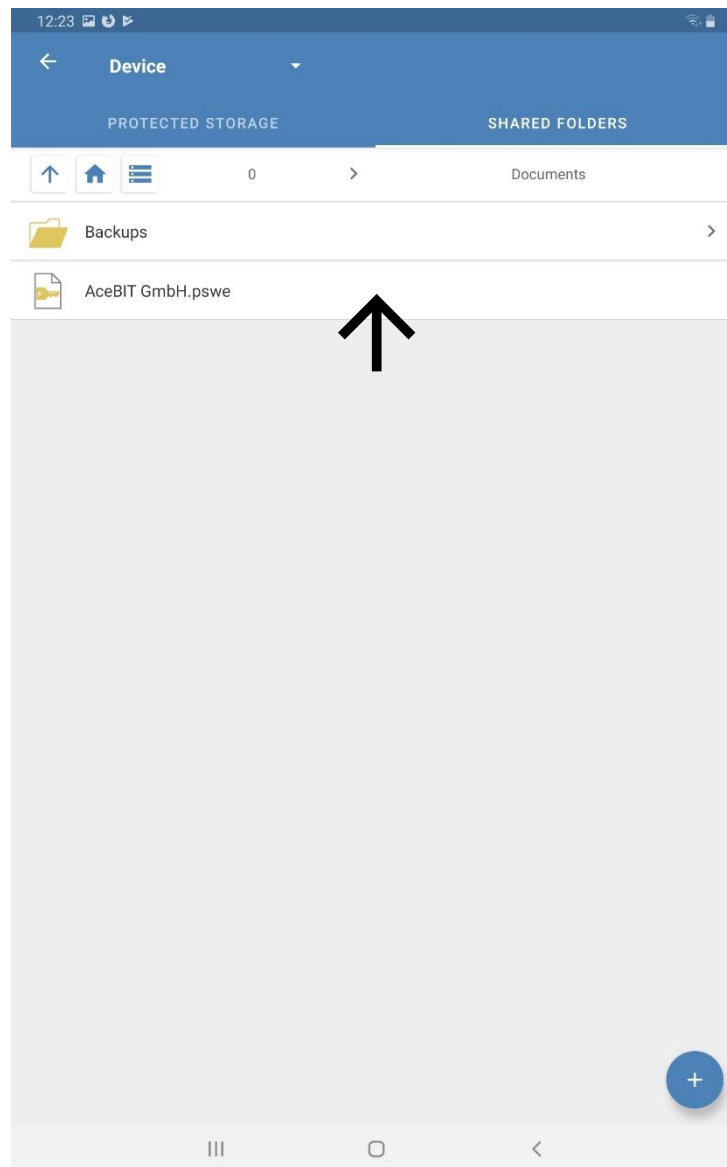 12:23
Device
PROTECTED STORAGE
SHARED FOLDERS
0 > Documents
Backups
AceBIT GmbH.pswe